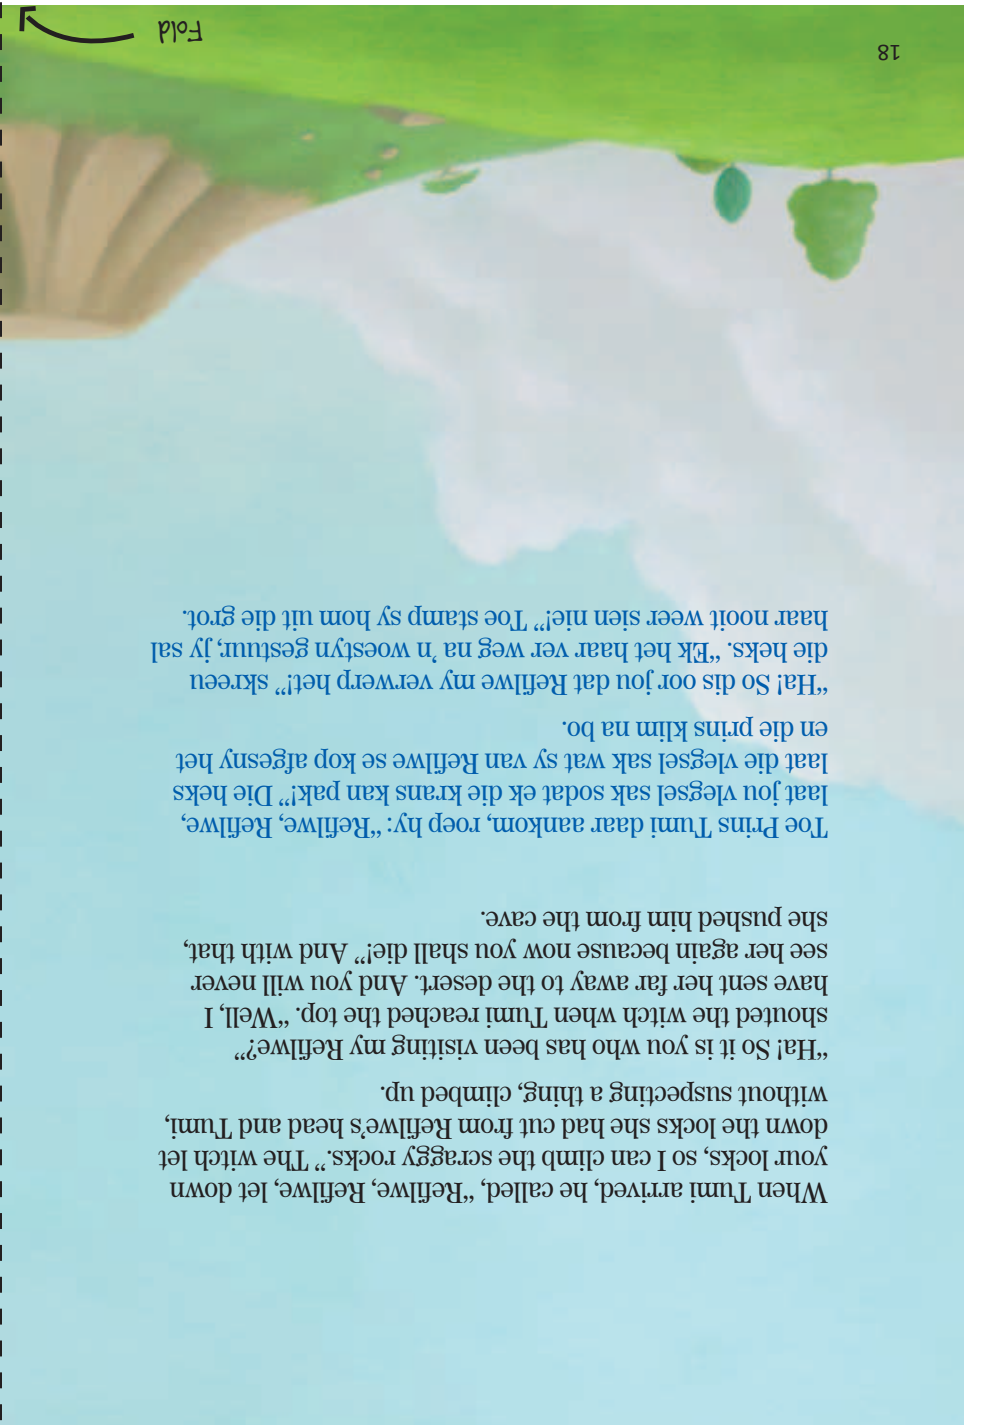 When Tumi arrived, he called, “Refilwe, Refilwe, let down
your locks, so I can climb the scraggy rocks.” The witch let
down the locks she had cut from Refilwe’s head and Tumi,
without suspecting a thing, climbed up.
“Ha! So it is you who has been visiting my Refilwe?”
shouted the witch when Tumi reached the top. “Well, I
have sent her far away to the desert. And you will never
see her again because now you shall die!” And with that,
she pushed him from the cave.
Toe Prins Tumi daar aankom, roep hy: “Refilwe, Refilwe,
laat jou vlegsel sak sodat ek die krans kan pak!” Die heks
laat die vlegsel sak wat sy van Refilwe se kop afgesny het
en die prins klim na bo.
“Ha! So dis oor jou dat Refilwe my verwerp het!” skreeu
die heks. “Ek het haar ver weg na ’n woestyn gestuur, jy sal
haar nooit weer sien nie!” Toe stamp sy hom uit die grot.
18
Fold